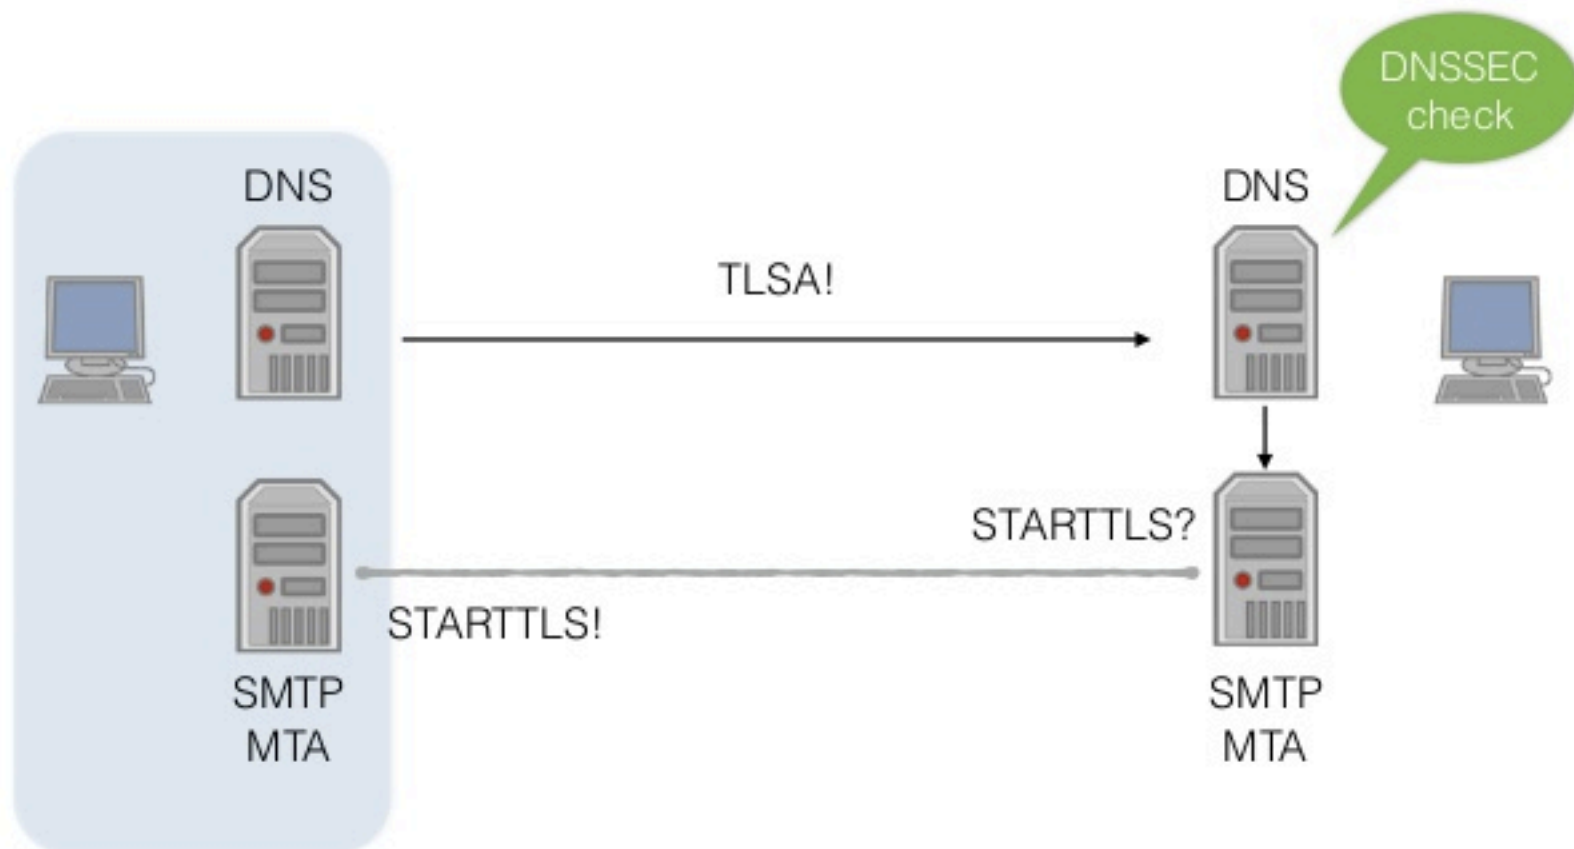 DNSSEC
check
DNS
DNS
TLSA!
STARTTLS?
STARTTLS!
SMTP
MTA
SMTP
MTA